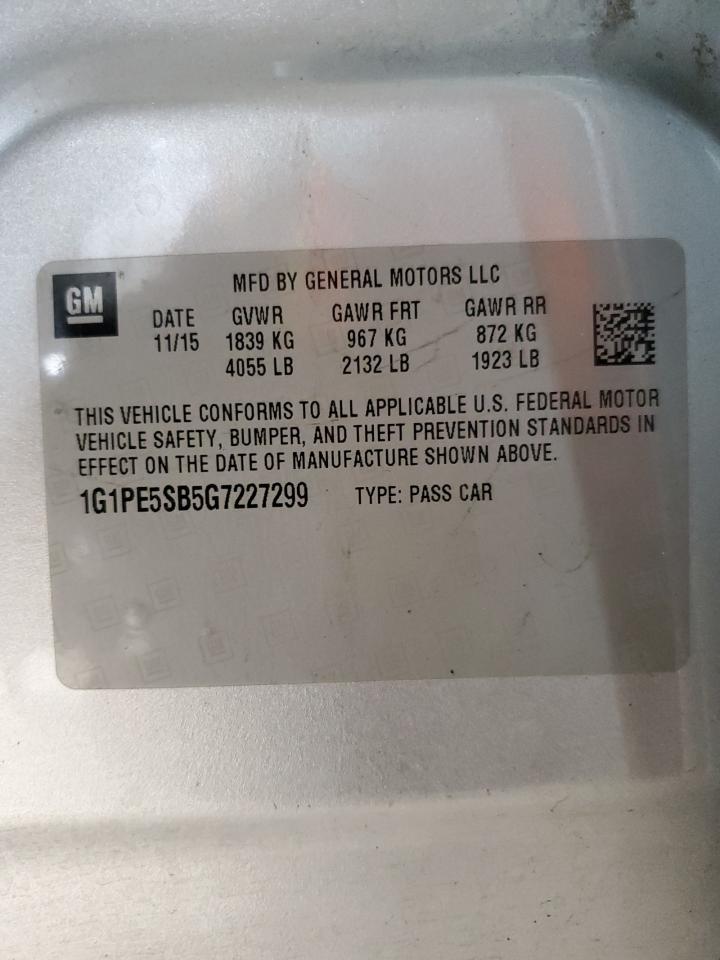 GM
MFD BY GENERAL MOTORS LLC
DATE GVWR GAWR FRT GAWR RR
11/15 1839 KG 967 KG 872 KG
4055 LB 2132 LB 1923 LB
THIS VEHICLE CONFORMS TO ALL APPLICABLE U.S. FEDERAL MOTOR
VEHICLE SAFETY, BUMPER, AND THEFT PREVENTION STANDARDS IN
EFFECT ON THE DATE OF MANUFACTURE SHOWN ABOVE.
1G1PE5SB5G7227299 TYPE: PASS CAR